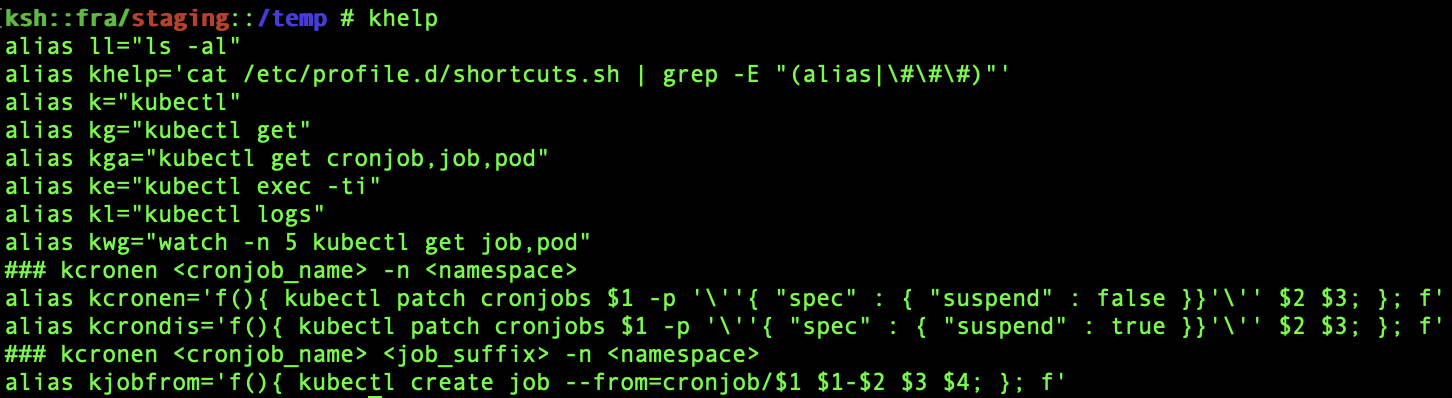 ksh::fra/staging::/temp # khelp
alias ll="ls -al"
alias khelp='cat /etc/profile.d/shortcuts.sh | grep -E "(alias|\#\#\#)"'
alias k="kubectl"
alias kg="kubectl get"
alias kga="kubectl get cronjob,job,pod"
alias ke="kubectl exec -ti"
alias kl="kubectl logs"
alias kwg="watch -n 5 kubectl get job,pod"
### kcronen <cronjob_name> -n <namespace>
alias kcronen='f(){ kubectl patch cronjobs $1 -p '\''{ "spec" : { "suspend" : false }}'\'' $2 $3; }; f'
alias kcrondis='f(){ kubectl patch cronjobs $1 -p '\''{ "spec" : { "suspend" : true }}'\'' $2 $3; }; f'
### kcronen <cronjob_name> <job_suffix> -n <namespace>
alias kjobfrom='f(){ kubectl create job --from=cronjob/$1 $1-$2 $3 $4; }; f'